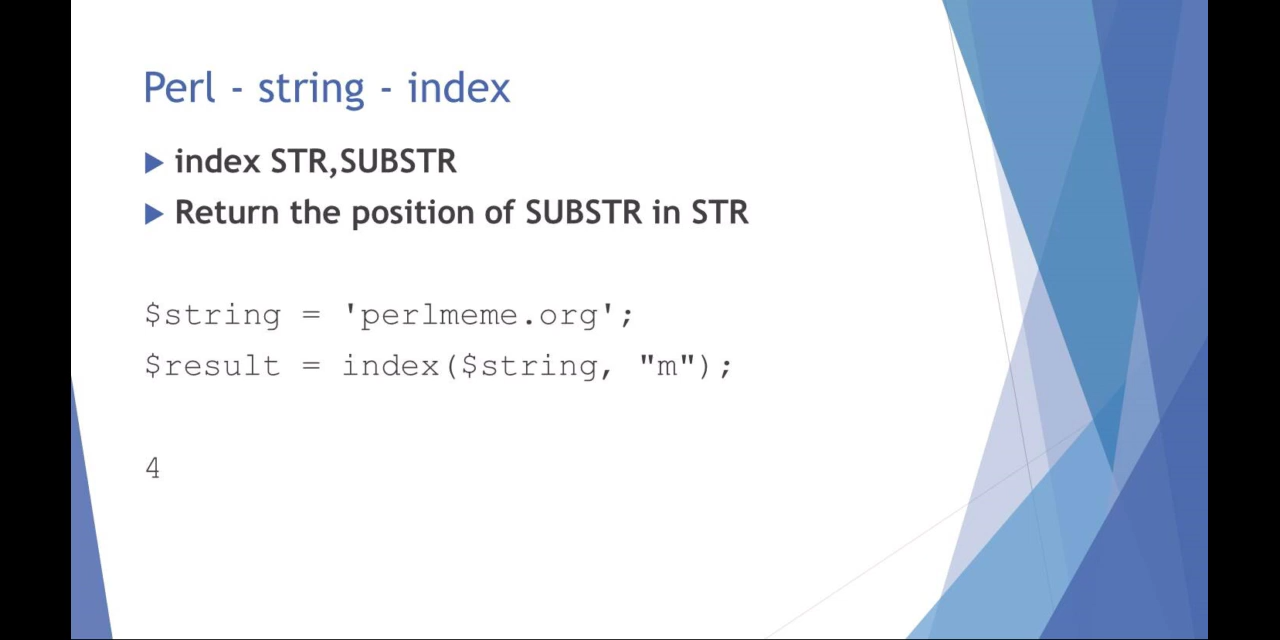 Perl - string - index
index STR,SUBSTR
Return the position of SUBSTR in STR
$string = 'perlmeme.org';
$result = index($string, "m");
4